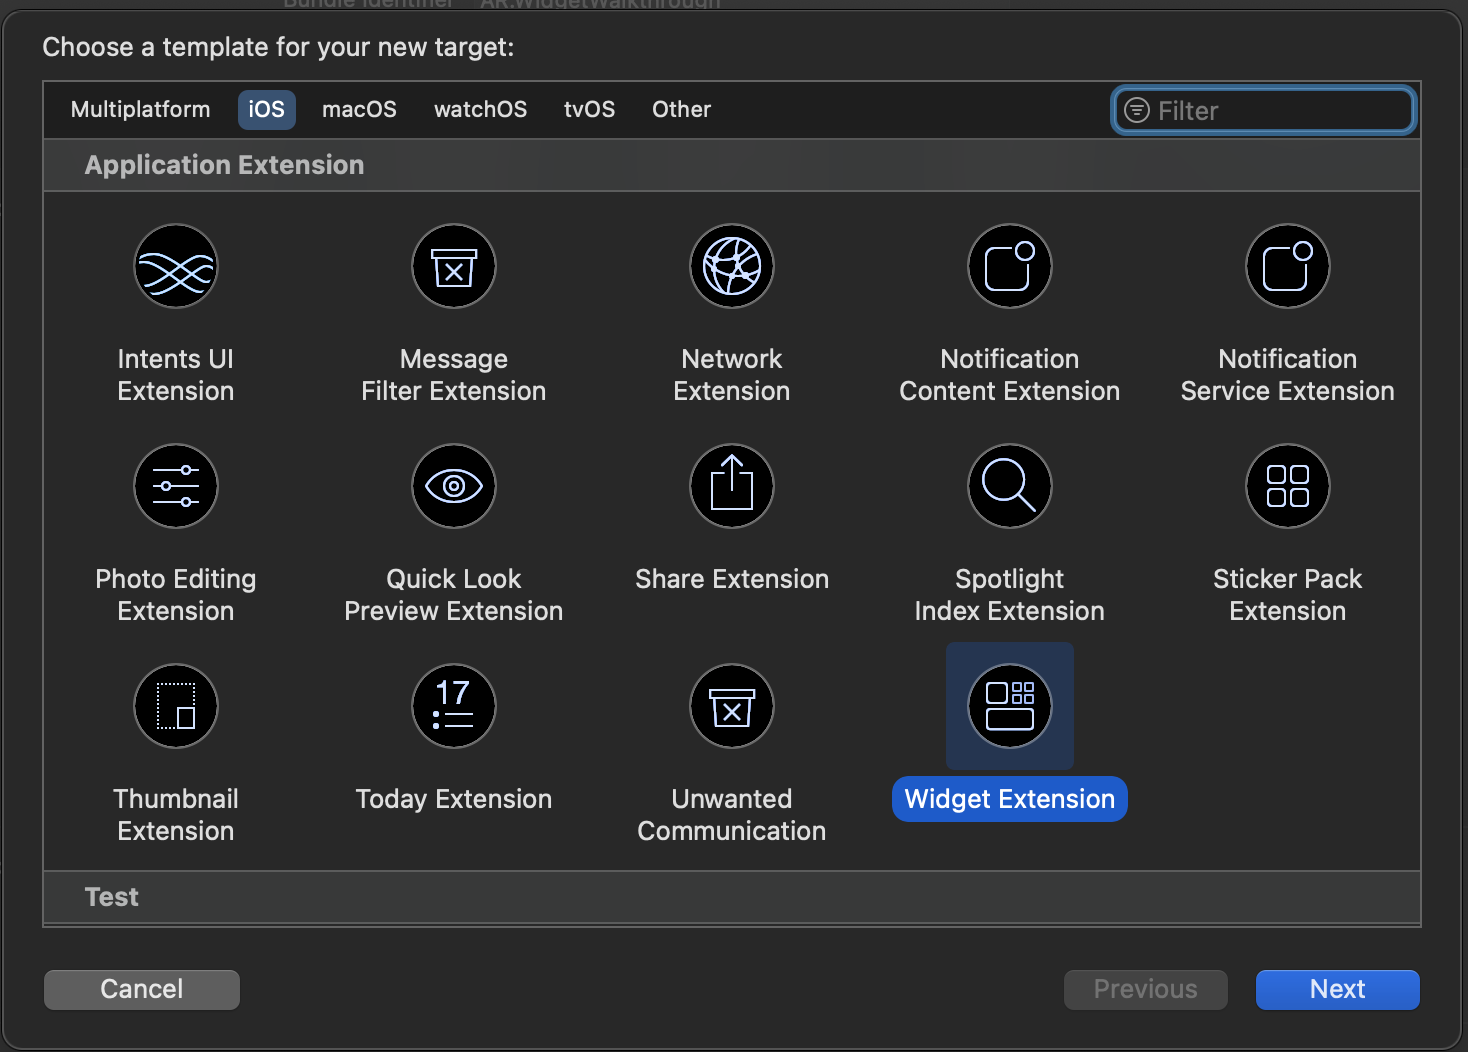 Bundle Identifier AR.WidgetWalkthrough
Choose a template for your new target:
Multiplatform iOS macOS watchOS tvOS Other Filter
Application Extension
Intents UI
Extension
Message
Filter Extension
Network
Extension
Notification
Content Extension
Notification
Service Extension
Photo Editing
Extension
Quick Look
Preview Extension
Share Extension
Spotlight
Index Extension
Sticker Pack
Extension
17
Thumbnail
Extension
Today Extension
Unwanted
Communication
Widget Extension
Test
Cancel Previous Next